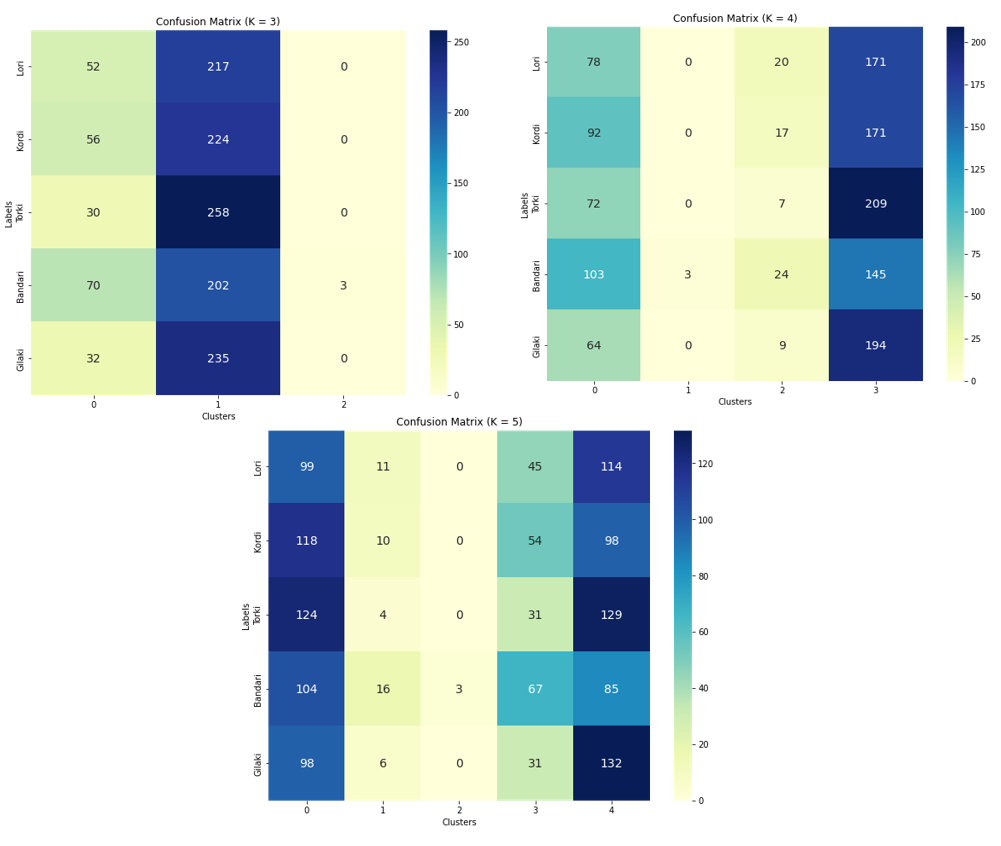 Confusion Matrix (K = 3)
Labels
Lori 52 217 0
Kordi 56 224 0
Torki 30 258 0
Bandari 70 202 3
Gilaki 32 235 0
0 1 2
Clusters
250
200
150
100
50
0
Confusion Matrix (K = 4)
Labels
Lori 78 0 20 171
Kordi 92 0 17 171
Torki 72 0 7 209
Bandari 103 3 24 145
Gilaki 64 0 9 194
0 1 2 3
Clusters
200
175
150
125
100
75
50
25
0
Confusion Matrix (K = 5)
Labels
Lori 99 11 0 45 114
Kordi 118 10 0 54 98
Torki 124 4 0 31 129
Bandari 104 16 3 67 85
Gilaki 98 6 0 31 132
0 1 2 3 4
Clusters
120
100
80
60
40
20
0